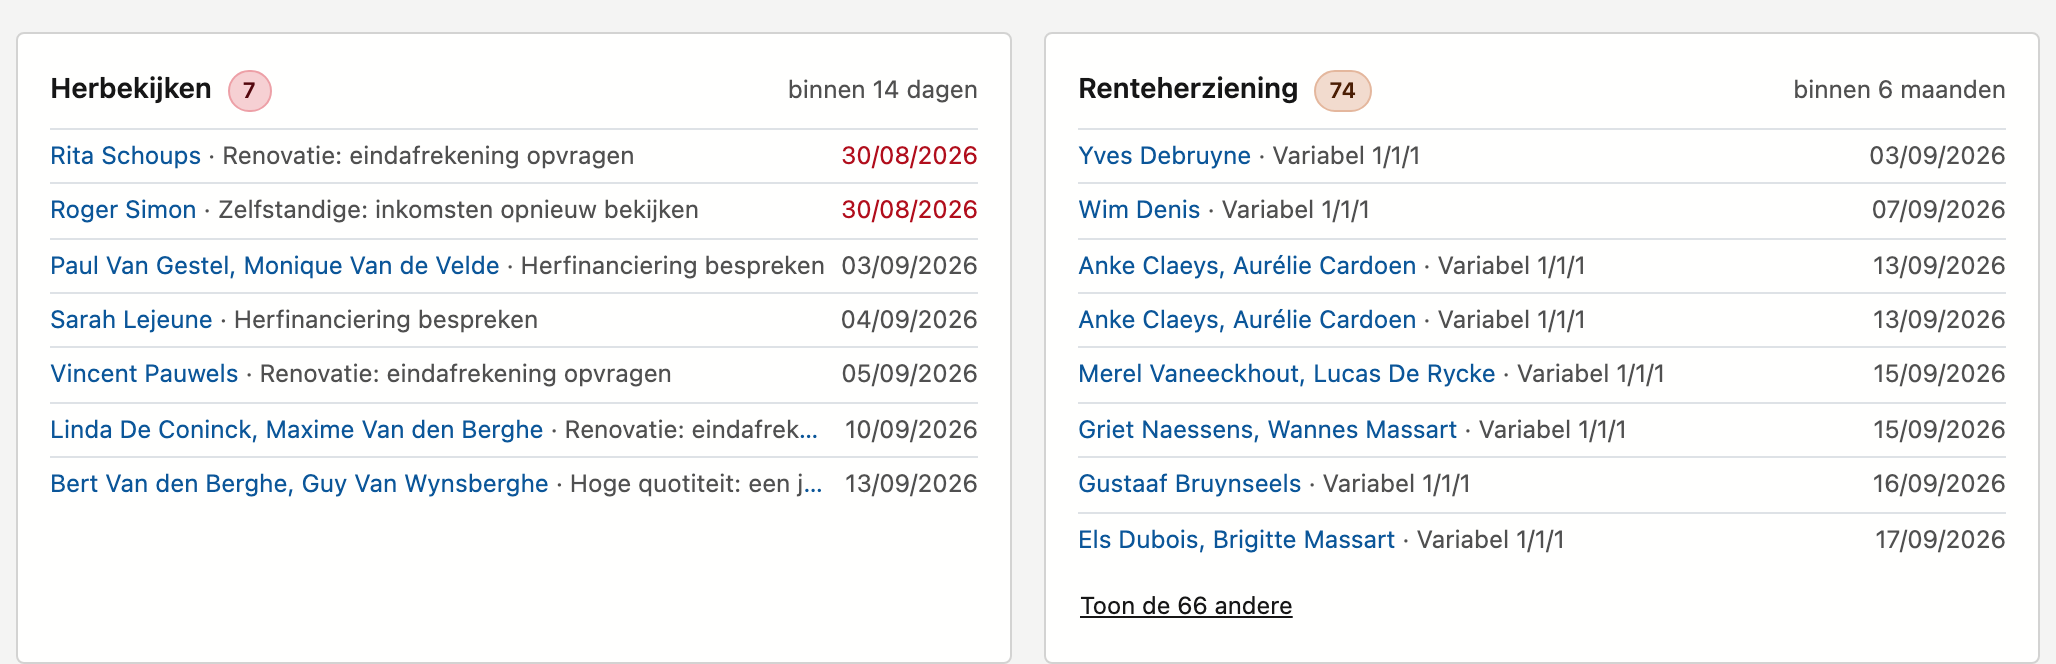 Herbekijken 7 binnen 14 dagen
Rita Schoups · Renovatie: eindafrekening opvragen 30/08/2026
Roger Simon · Zelfstandige: inkomsten opnieuw bekijken 30/08/2026
Paul Van Gestel, Monique Van de Velde · Herfinanciering bespreken 03/09/2026
Sarah Lejeune · Herfinanciering bespreken 04/09/2026
Vincent Pauwels · Renovatie: eindafrekening opvragen 05/09/2026
Linda De Coninck, Maxime Van den Berghe · Renovatie: eindafrek... 10/09/2026
Bert Van den Berghe, Guy Van Wynsberghe · Hoge quotiteit: een j... 13/09/2026
Renteherziening 74 binnen 6 maanden
Yves Debruyne · Variabel 1/1/1 03/09/2026
Wim Denis · Variabel 1/1/1 07/09/2026
Anke Claeys, Aurélie Cardoen · Variabel 1/1/1 13/09/2026
Anke Claeys, Aurélie Cardoen · Variabel 1/1/1 13/09/2026
Merel Vaneeckhout, Lucas De Rycke · Variabel 1/1/1 15/09/2026
Griet Naessens, Wannes Massart · Variabel 1/1/1 15/09/2026
Gustaaf Bruynseels · Variabel 1/1/1 16/09/2026
Els Dubois, Brigitte Massart · Variabel 1/1/1 17/09/2026
Toon de 66 andere